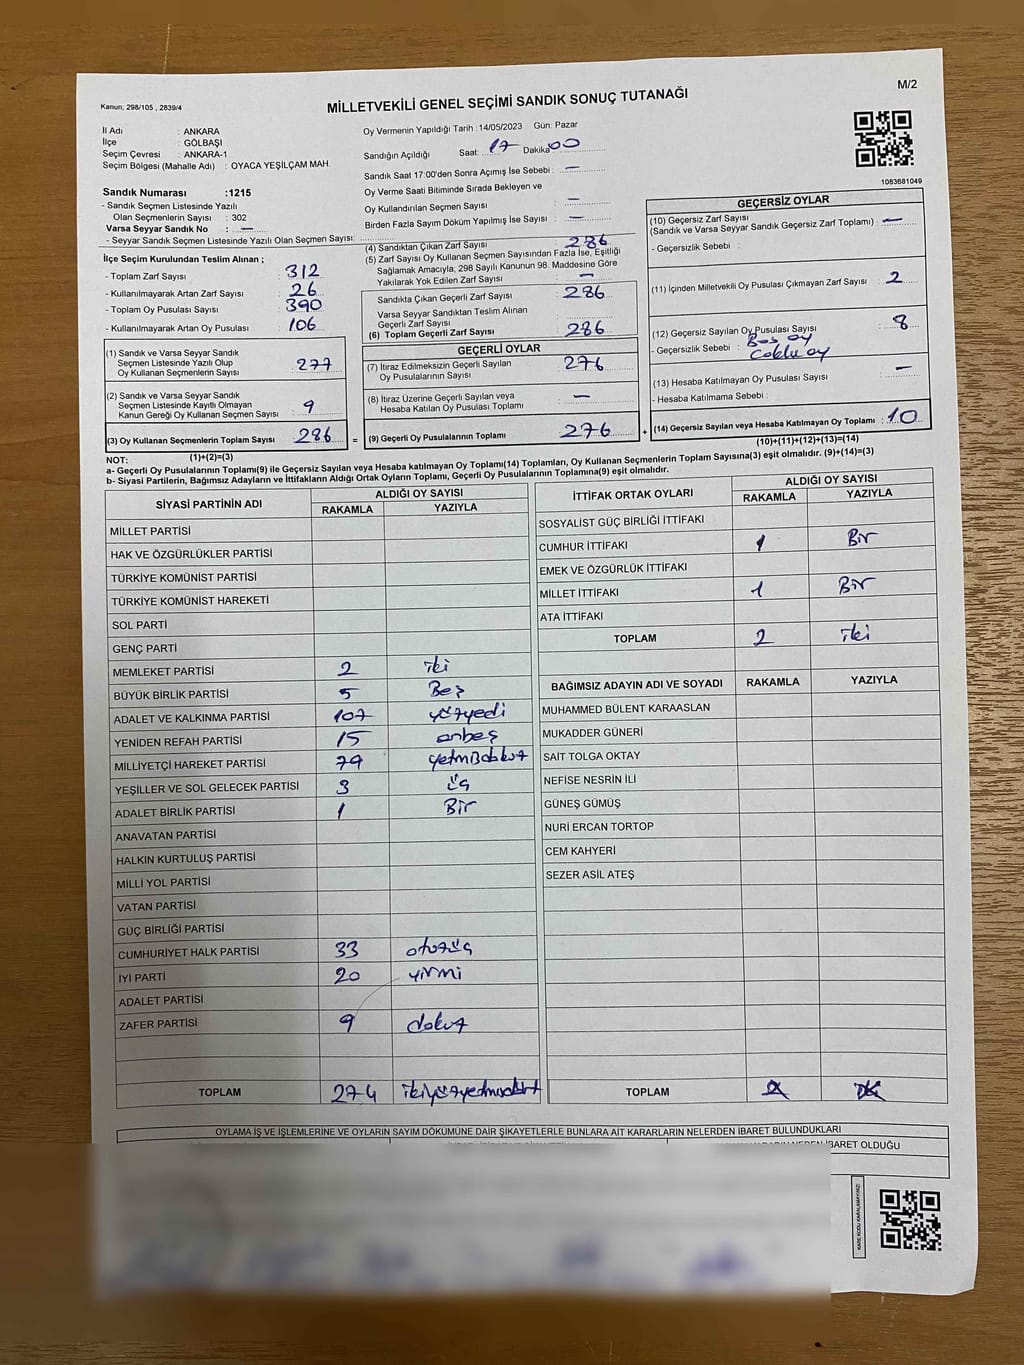 Kanun; 298/105 , 2839/4
MİLLETVEKİLİ GENEL SEÇİMİ SANDIK SONUÇ TUTANAĞI
M/2
İl Adı : ANKARA
İlçe : GÖLBAŞI
Seçim Çevresi : ANKARA-1
Seçim Bölgesi (Mahalle Adı) : OYACA YEŞİLÇAM MAH.
Sandık Numarası :1215
- Sandık Seçmen Listesinde Yazılı
Olan Seçmenlerin Sayısı : 302
Varsa Seyyar Sandık No : —
- Seyyar Sandık Seçmen Listesinde Yazılı Olan Seçmen Sayısı:
İlçe Seçim Kurulundan Teslim Alınan ;
- Toplam Zarf Sayısı : 312
- Kullanılmayarak Artan Zarf Sayısı : 26
- Toplam Oy Pusulası Sayısı : 390
- Kullanılmayarak Artan Oy Pusulası : 106
Oy Vermenin Yapıldığı Tarih :14/05/2023 Gün: Pazar
Sandığın Açıldığı Saat: 17 Dakika 00
Sandık Saat 17:00'den Sonra Açımış İse Sebebi : —
Oy Verme Saati Bitiminde Sırada Bekleyen ve
Oy Kullandırılan Seçmen Sayısı : —
Birden Fazla Sayım Döküm Yapılmış İse Sayısı : —
(4) Sandıktan Çıkan Zarf Sayısı : 286
(5) Zarf Sayısı Oy Kullanan Seçmen Sayısından Fazla İse, Eşitliği
Sağlamak Amacıyla; 298 Sayılı Kanunun 98. Maddesine Göre
Yakılarak Yok Edilen Zarf Sayısı : —
Sandıkta Çıkan Geçerli Zarf Sayısı : 286
Varsa Seyyar Sandıktan Teslim Alınan
Geçerli Zarf Sayısı :
(6) Toplam Geçerli Zarf Sayısı : 286
1083681049
GEÇERSİZ OYLAR
(10) Geçersiz Zarf Sayısı
(Sandık ve Varsa Seyyar Sandık Geçersiz Zarf Toplamı) : —
- Geçersizlik Sebebi :
(11) İçinden Milletvekili Oy Pusulası Çıkmayan Zarf Sayısı : 2
(12) Geçersiz Sayılan Oy Pusulası Sayısı : 8
- Geçersizlik Sebebi : Boş oy
Çoklu oy
(13) Hesaba Katılmayan Oy Pusulası Sayısı : —
- Hesaba Katılmama Sebebi :
(14) Geçersiz Sayılan veya Hesaba Katılmayan Oy Toplamı : 10
(10)+(11)+(12)+(13)=(14)
(1) Sandık ve Varsa Seyyar Sandık
Seçmen Listesinde Yazılı Olup
Oy Kullanan Seçmenlerin Sayısı : 277
(2) Sandık ve Varsa Seyyar Sandık
Seçmen Listesinde Kayıtlı Olmayan
Kanun Gereği Oy Kullanan Seçmen Sayısı : 9
(3) Oy Kullanan Seçmenlerin Toplam Sayısı : 286 =
(1)+(2)=(3)
GEÇERLİ OYLAR
(7) İtiraz Edilmeksizin Geçerli Sayılan
Oy Pusulalarının Sayısı : 276
(8) İtiraz Üzerine Geçerli Sayılan veya
Hesaba Katılan Oy Pusulası Toplamı : —
(9) Geçerli Oy Pusulalarının Toplamı : 276 +
NOT:
a- Geçerli Oy Pusulalarının Toplamı(9) ile Geçersiz Sayılan veya Hesaba katılmayan Oy Toplamı(14) Toplamları, Oy Kullanan Seçmenlerin Toplam Sayısına(3) eşit olmalıdır. (9)+(14)=(3)
b- Siyasi Partilerin, Bağımsız Adayların ve İttifakların Aldığı Ortak Oyların Toplamı, Geçerli Oy Pusulalarının Toplamına(9) eşit olmalıdır.
SİYASİ PARTİNİN ADI ALDIĞI OY SAYISI
RAKAMLA YAZIYLA
MİLLET PARTİSİ
HAK VE ÖZGÜRLÜKLER PARTİSİ
TÜRKİYE KOMÜNİST PARTİSİ
TÜRKİYE KOMÜNİST HAREKETİ
SOL PARTİ
GENÇ PARTİ
MEMLEKET PARTİSİ 2 iki
BÜYÜK BİRLİK PARTİSİ 5 Beş
ADALET VE KALKINMA PARTİSİ 107 yüzyedi
YENİDEN REFAH PARTİSİ 15 onbeş
MİLLİYETÇİ HAREKET PARTİSİ 79 yetmişdokuz
YEŞİLLER VE SOL GELECEK PARTİSİ 3 üç
ADALET BİRLİK PARTİSİ 1 Bir
ANAVATAN PARTİSİ
HALKIN KURTULUŞ PARTİSİ
MİLLİ YOL PARTİSİ
VATAN PARTİSİ
GÜÇ BİRLİĞİ PARTİSİ
CUMHURİYET HALK PARTİSİ 33 otuzüç
İYİ PARTİ 20 yirmi
ADALET PARTİSİ
ZAFER PARTİSİ 9 dokuz
TOPLAM 274 ikiyüzyetmişdört
İTTİFAK ORTAK OYLARI ALDIĞI OY SAYISI
RAKAMLA YAZIYLA
SOSYALİST GÜÇ BİRLİĞİ İTTİFAKI
CUMHUR İTTİFAKI 1 Bir
EMEK VE ÖZGÜRLÜK İTTİFAKI
MİLLET İTTİFAKI 1 Bir
ATA İTTİFAKI
TOPLAM 2 iki
BAĞIMSIZ ADAYIN ADI VE SOYADI RAKAMLA YAZIYLA
MUHAMMED BÜLENT KARAASLAN
MUKADDER GÜNERİ
SAİT TOLGA OKTAY
NEFİSE NESRİN İLİ
GÜNEŞ GÜMÜŞ
NURİ ERCAN TORTOP
CEM KAHYERİ
SEZER ASİL ATEŞ
TOPLAM
OYLAMA İŞ VE İŞLEMLERİNE VE OYLARIN SAYIM DÖKÜMÜNE DAİR ŞİKAYETLERLE BUNLARA AİT KARARLARIN NELERDEN İBARET BULUNDUKLARI
İBARET OLDUĞU
KARE KODU KARALAMAYINIZ!